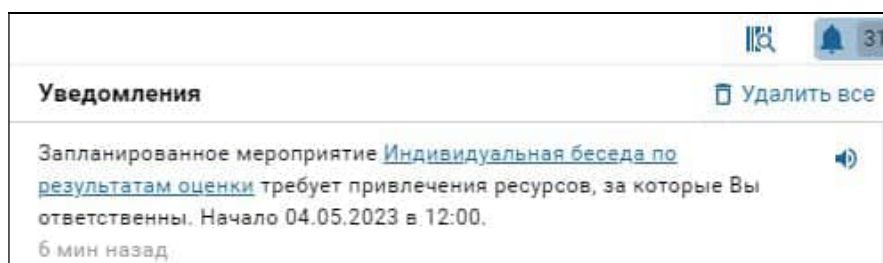 31
Уведомления
Удалить все
Запланированное мероприятие Индивидуальная беседа по
результатам оценки требует привлечения ресурсов, за которые Вы
ответственны. Начало 04.05.2023 в 12:00.
6 мин назад